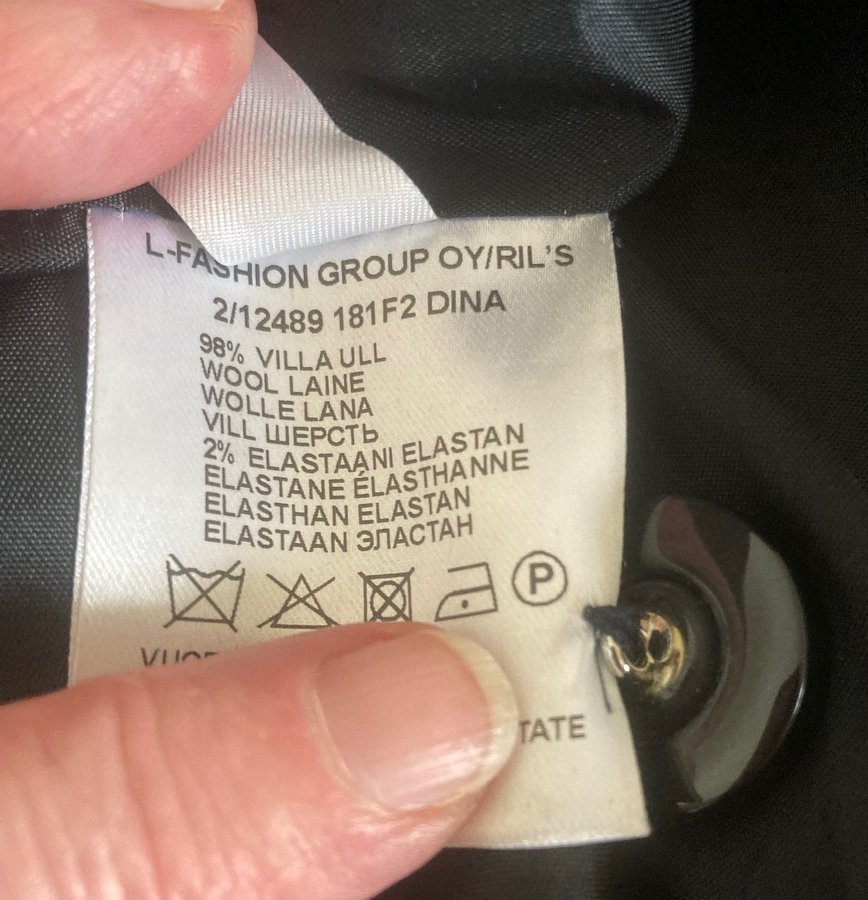 L-FASHION GROUP OY/RIL'S
2/12489 181F2 DINA
98% VILLA ULL
WOOL LAINE
WOLLE LANA
VILL ШЕРСТЬ
2% ELASTAANI ELASTAN
ELASTANE ÉLASTHANNE
ELASTHAN ELASTAN
ELASTAAN ЭЛАСТАН
P